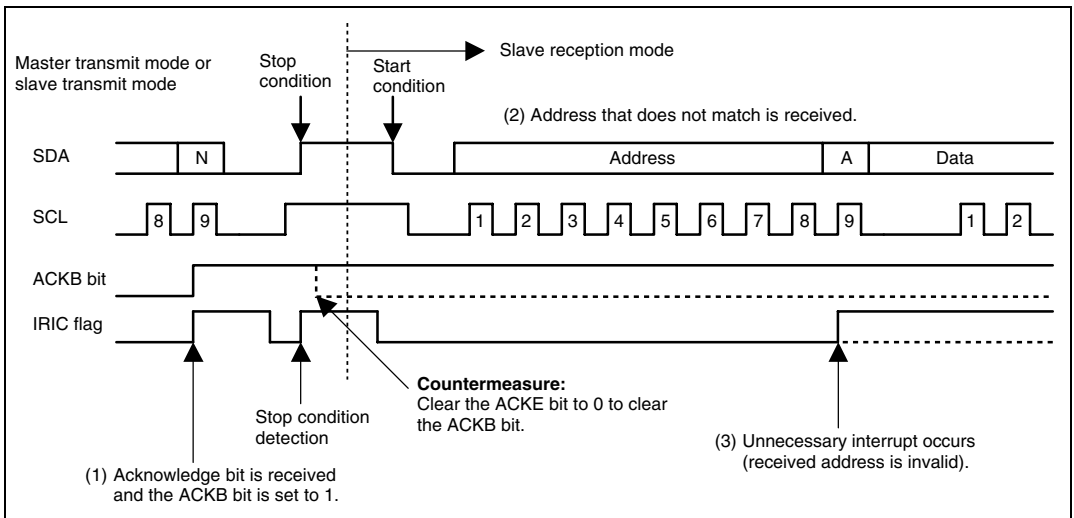 Master transmit mode or
slave transmit mode
Stop
condition
Start
condition
Slave reception mode
(2) Address that does not match is received.
SDA
N
Address
A
Data
SCL
8
9
1
2
3
4
5
6
7
8
9
1
2
ACKB bit
IRIC flag
Stop condition
detection
Countermeasure:
Clear the ACKE bit to 0 to clear
the ACKB bit.
(1) Acknowledge bit is received
and the ACKB bit is set to 1.
(3) Unnecessary interrupt occurs
(received address is invalid).